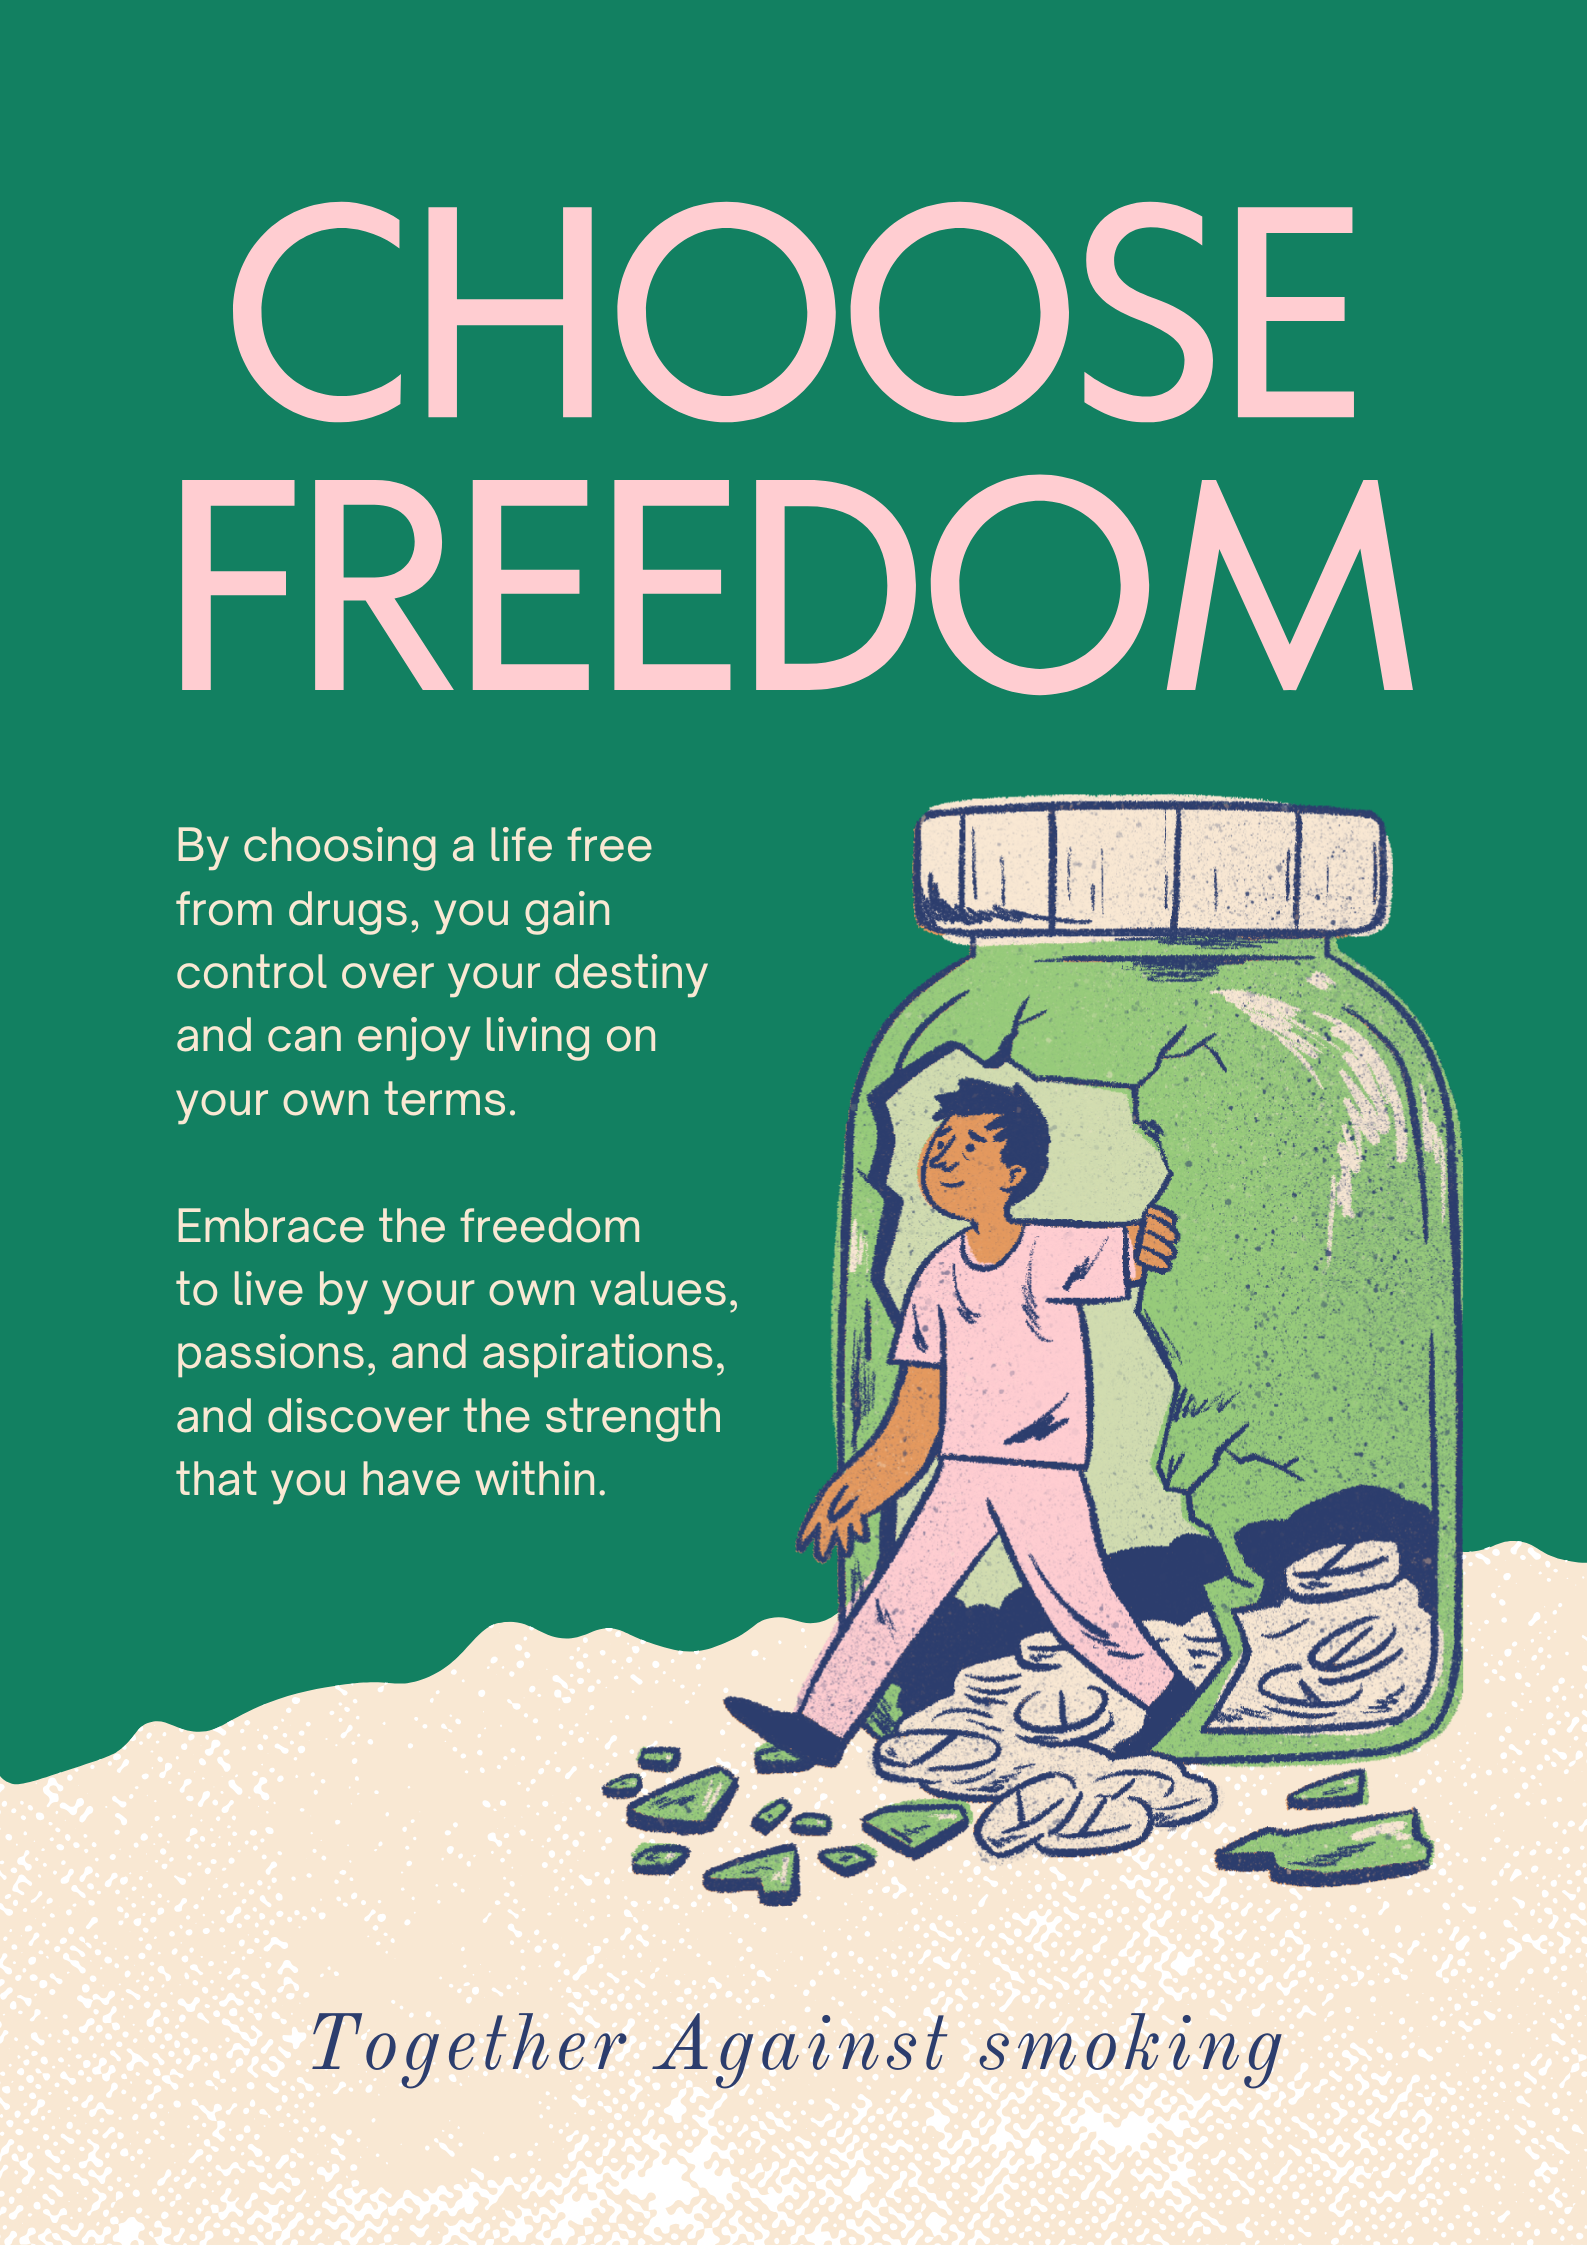 CHOOSE
FREEDOM
By choosing a life free
from drugs, you gain
control over your destiny
and can enjoy living on
your own terms.
Embrace the freedom
to live by your own values,
passions, and aspirations,
and discover the strength
that you have within.
Together Against smoking